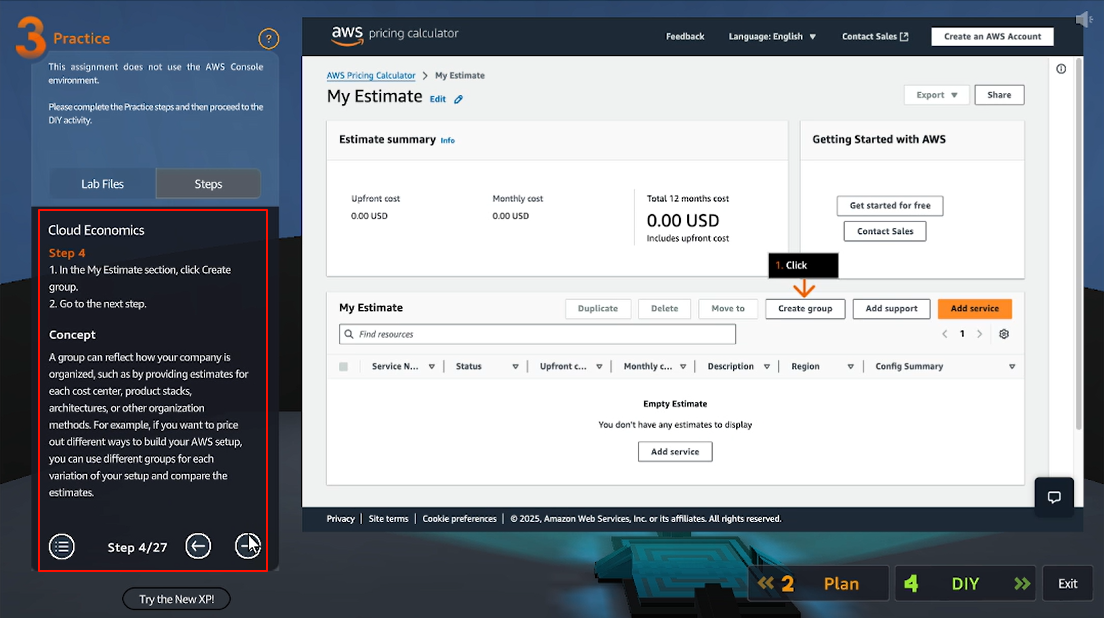 3 Practice
?
This assignment does not use the AWS Console
environment.
Please complete the Practice steps and then proceed to the
DIY activity.
Lab Files
Steps
Cloud Economics
Step 4
1. In the My Estimate section, click Create
group.
2. Go to the next step.
Concept
A group can reflect how your company is
organized, such as by providing estimates for
each cost center, product stacks,
architectures, or other organization
methods. For example, if you want to price
out different ways to build your AWS setup,
you can use different groups for each
variation of your setup and compare the
estimates.
Step 4/27
Try the New XP!
aws pricing calculator
Feedback
Language: English
Contact Sales
Create an AWS Account
AWS Pricing Calculator > My Estimate
My Estimate Edit
Export
Share
Estimate summary Info
Upfront cost
0.00 USD
Monthly cost
0.00 USD
Total 12 months cost
0.00 USD
Includes upfront cost
Getting Started with AWS
Get started for free
Contact Sales
1. Click
My Estimate
Duplicate
Delete
Move to
Create group
Add support
Add service
Find resources
< 1 >
Service N...
Status
Upfront c...
Monthly c...
Description
Region
Config Summary
Empty Estimate
You don't have any estimates to display
Add service
Privacy | Site terms | Cookie preferences | © 2025, Amazon Web Services, Inc. or its affiliates. All rights reserved.
« 2 Plan
4 DIY »
Exit